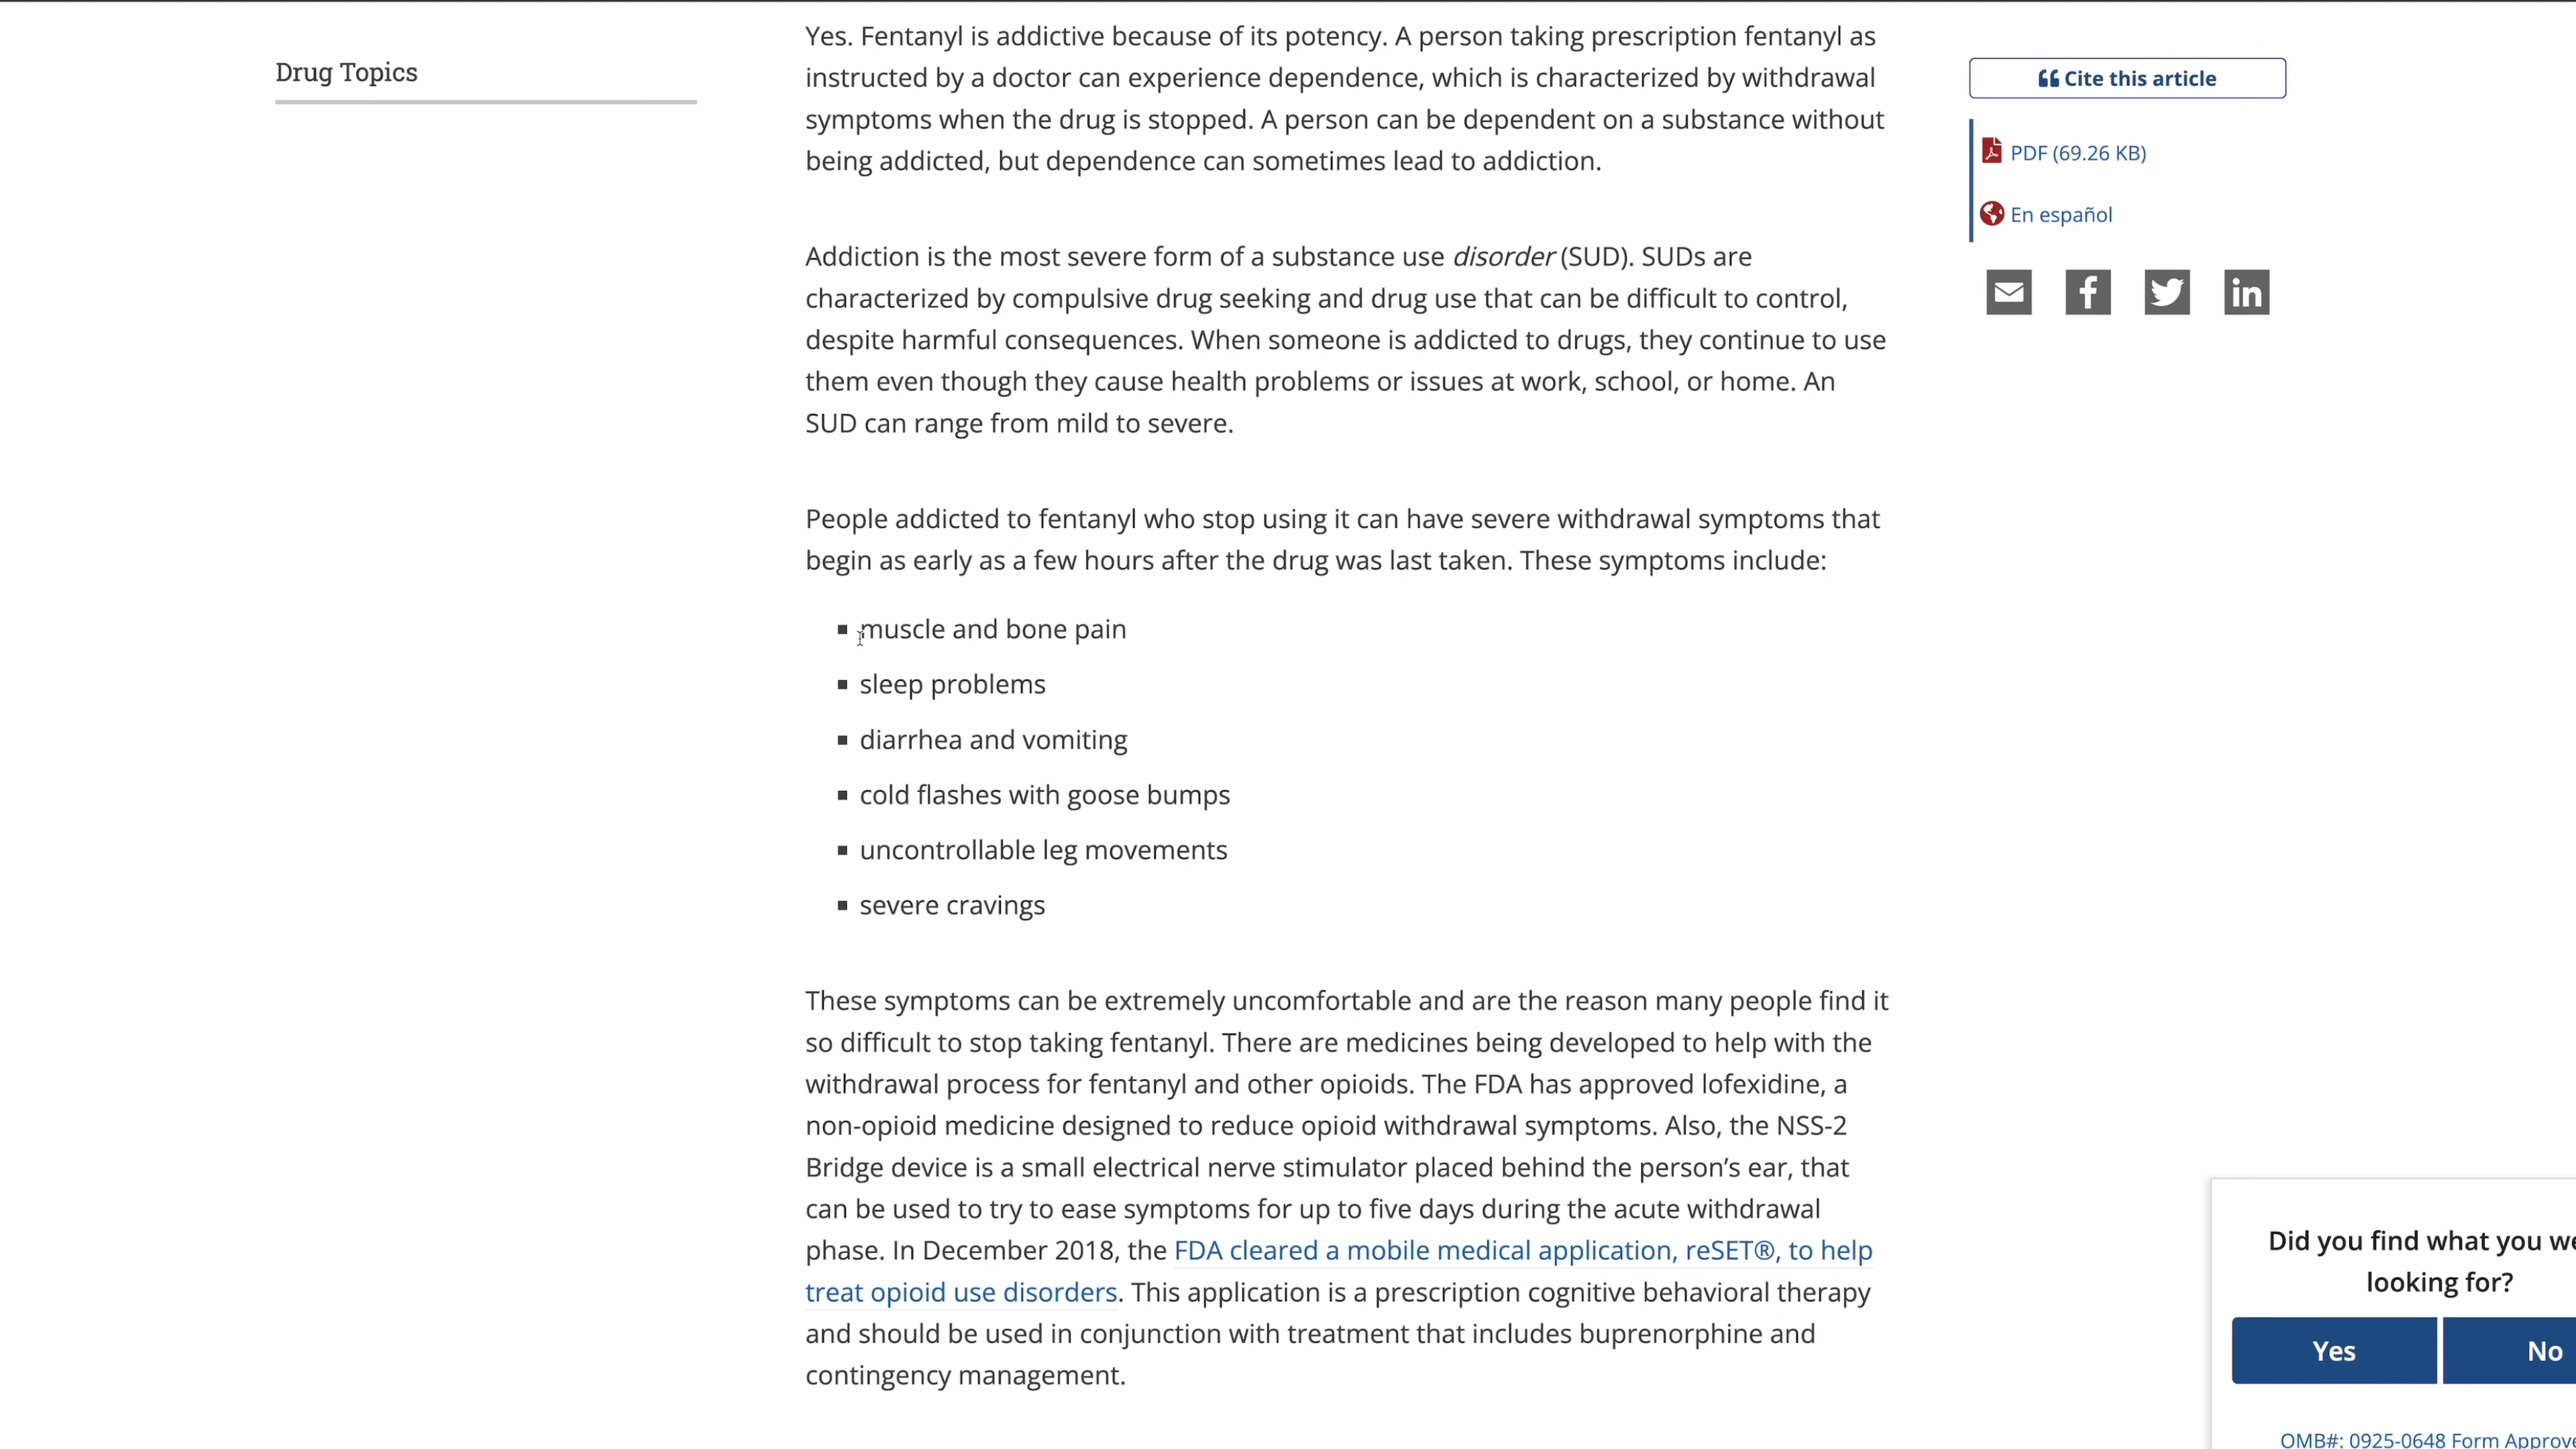 Drug Topics
Yes. Fentanyl is addictive because of its potency. A person taking prescription fentanyl as
instructed by a doctor can experience dependence, which is characterized by withdrawal
symptoms when the drug is stopped. A person can be dependent on a substance without
being addicted, but dependence can sometimes lead to addiction.
Addiction is the most severe form of a substance use disorder (SUD). SUDs are
characterized by compulsive drug seeking and drug use that can be difficult to control,
despite harmful consequences. When someone is addicted to drugs, they continue to use
them even though they cause health problems or issues at work, school, or home. An
SUD can range from mild to severe.
People addicted to fentanyl who stop using it can have severe withdrawal symptoms that
begin as early as a few hours after the drug was last taken. These symptoms include:
muscle and bone pain
sleep problems
diarrhea and vomiting
cold flashes with goose bumps
uncontrollable leg movements
severe cravings
These symptoms can be extremely uncomfortable and are the reason many people find it
so difficult to stop taking fentanyl. There are medicines being developed to help with the
withdrawal process for fentanyl and other opioids. The FDA has approved lofexidine, a
non-opioid medicine designed to reduce opioid withdrawal symptoms. Also, the NSS-2
Bridge device is a small electrical nerve stimulator placed behind the person’s ear, that
can be used to try to ease symptoms for up to five days during the acute withdrawal
phase. In December 2018, the FDA cleared a mobile medical application, reSET®, to help
treat opioid use disorders. This application is a prescription cognitive behavioral therapy
and should be used in conjunction with treatment that includes buprenorphine and
contingency management.
Cite this article
PDF (69.26 KB)
En español
Did you find what you we
looking for?
Yes
No
OMB#: 0925-0648 Form Approve